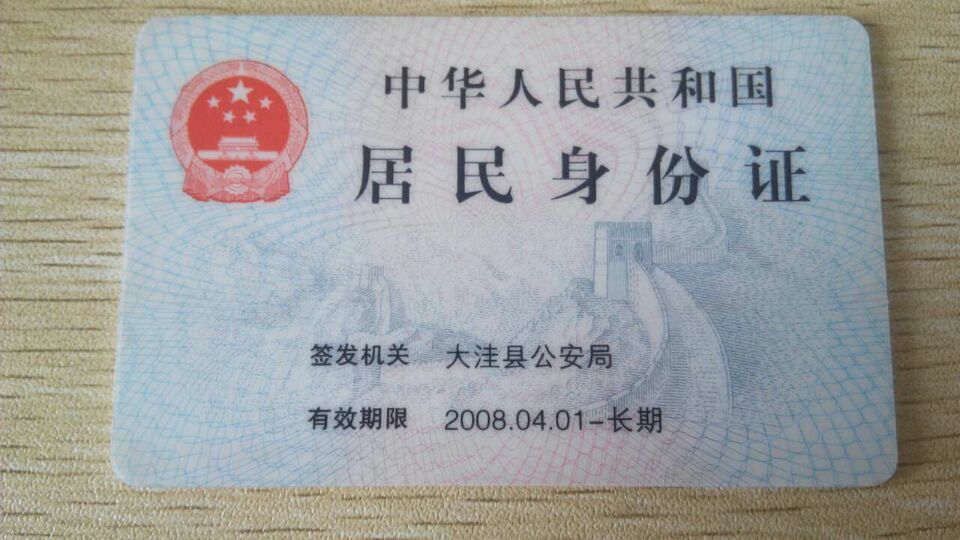 中华人民共和国
居民身份证
签发机关 大洼县公安局
有效期限 2008.04.01-长期